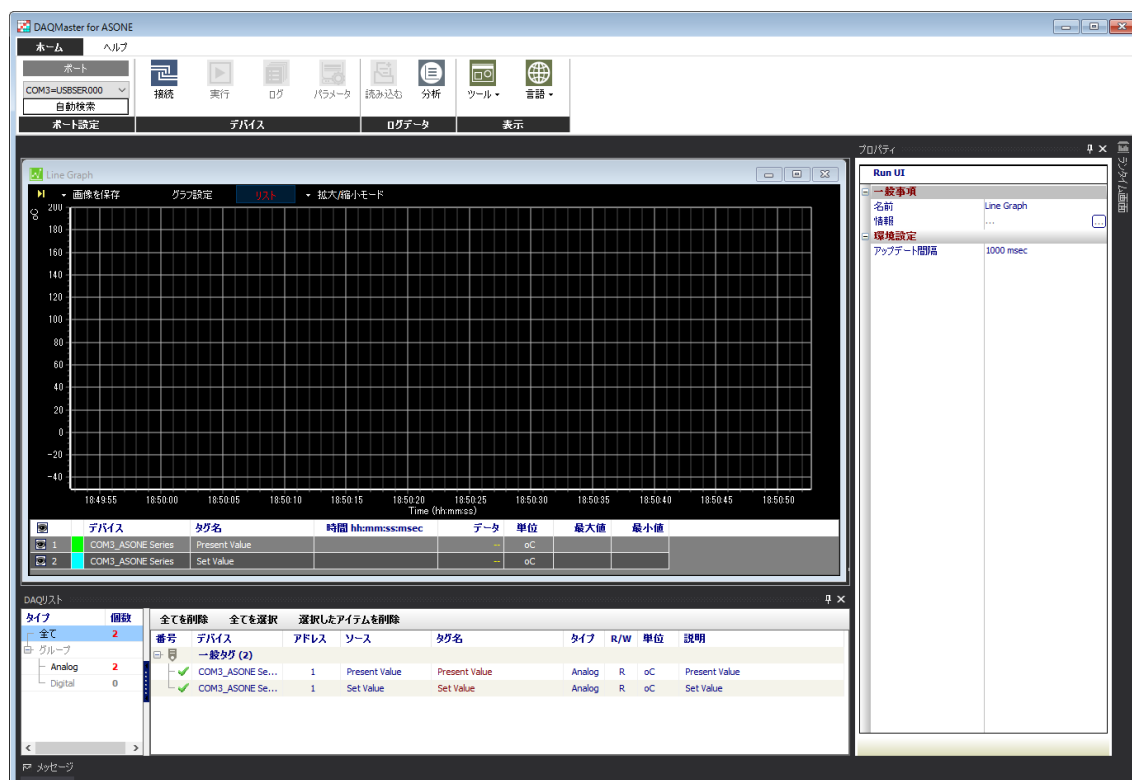 DAQMaster for ASONE
ホーム ヘルプ
ポート
COM3=USBSER000
自動検索
ポート設定
接続 実行 ログ パラメータ
デバイス
読み込む 分析
ログデータ
ツール 言語
表示
Line Graph
画像を保存 グラフ設定 リスト 拡大/縮小モード
oC
200
180
160
140
120
100
80
60
40
20
0
-20
-40
18:49:55 18:50:00 18:50:05 18:50:10 18:50:15 18:50:20 18:50:25 18:50:30 18:50:35 18:50:40 18:50:45 18:50:50
Time (hh:mm:ss)
デバイス タグ名 時間 hh:mm:ss:msec データ 単位 最大値 最小値
1 COM3_ASONE Series Present Value -- oC
2 COM3_ASONE Series Set Value -- oC
プロパティ
Run UI
一般事項
名前 Line Graph
情報 ... ...
環境設定
アップデート間隔 1000 msec
ランタイム画面
DAQリスト
タイプ 個数
全て 2
グループ
Analog 2
Digital 0
全てを削除 全てを選択 選択したアイテムを削除
番号 デバイス アドレス ソース タグ名 タイプ R/W 単位 説明
一般タグ (2)
COM3_ASONE Se... 1 Present Value Present Value Analog R oC Present Value
COM3_ASONE Se... 1 Set Value Set Value Analog R oC Set Value
メッセージ